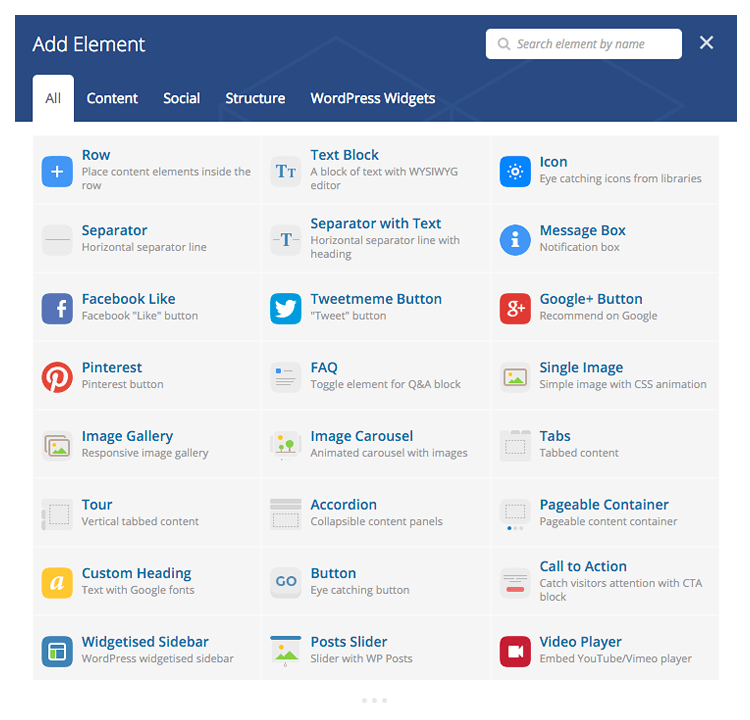 Add Element
Search element by name
All
Content
Social
Structure
WordPress Widgets
Row
Place content elements inside the
row
Text Block
A block of text with WYSIWYG
editor
Icon
Eye catching icons from libraries
Separator
Horizontal separator line
Separator with Text
Horizontal separator line with
heading
Message Box
Notification box
Facebook Like
Facebook "Like" button
Tweetmeme Button
"Tweet" button
Google+ Button
Recommend on Google
Pinterest
Pinterest button
FAQ
Toggle element for Q&A block
Single Image
Simple image with CSS animation
Image Gallery
Responsive image gallery
Image Carousel
Animated carousel with images
Tabs
Tabbed content
Tour
Vertical tabbed content
Accordion
Collapsible content panels
Pageable Container
Pageable content container
Custom Heading
Text with Google fonts
GO
Button
Eye catching button
Call to Action
Catch visitors attention with CTA
block
Widgetised Sidebar
WordPress widgetised sidebar
Posts Slider
Slider with WP Posts
Video Player
Embed YouTube/Vimeo player